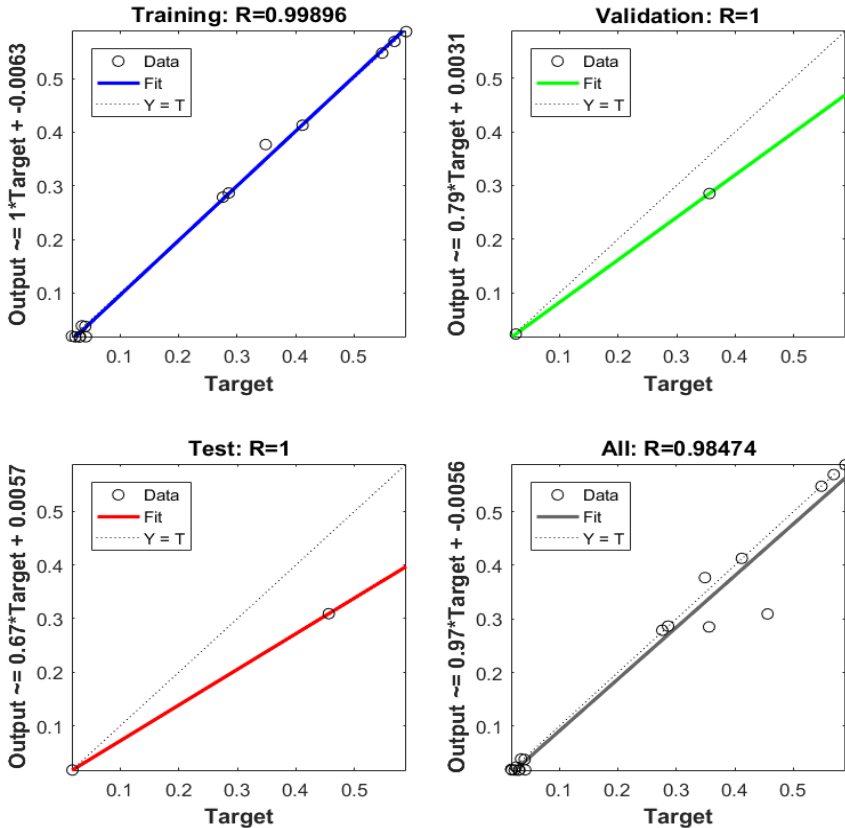 Training: R=0.99896
Output ~= 1*Target + -0.0063
Data
Fit
Y = T
0.5
0.4
0.3
0.2
0.1
0.1 0.2 0.3 0.4 0.5
Target
Validation: R=1
Output ~= 0.79*Target + 0.0031
Data
Fit
Y = T
0.5
0.4
0.3
0.2
0.1
0.1 0.2 0.3 0.4 0.5
Target
Test: R=1
Output ~= 0.67*Target + 0.0057
Data
Fit
Y = T
0.5
0.4
0.3
0.2
0.1
0.1 0.2 0.3 0.4 0.5
Target
All: R=0.98474
Output ~= 0.97*Target + -0.0056
Data
Fit
Y = T
0.5
0.4
0.3
0.2
0.1
0.1 0.2 0.3 0.4 0.5
Target